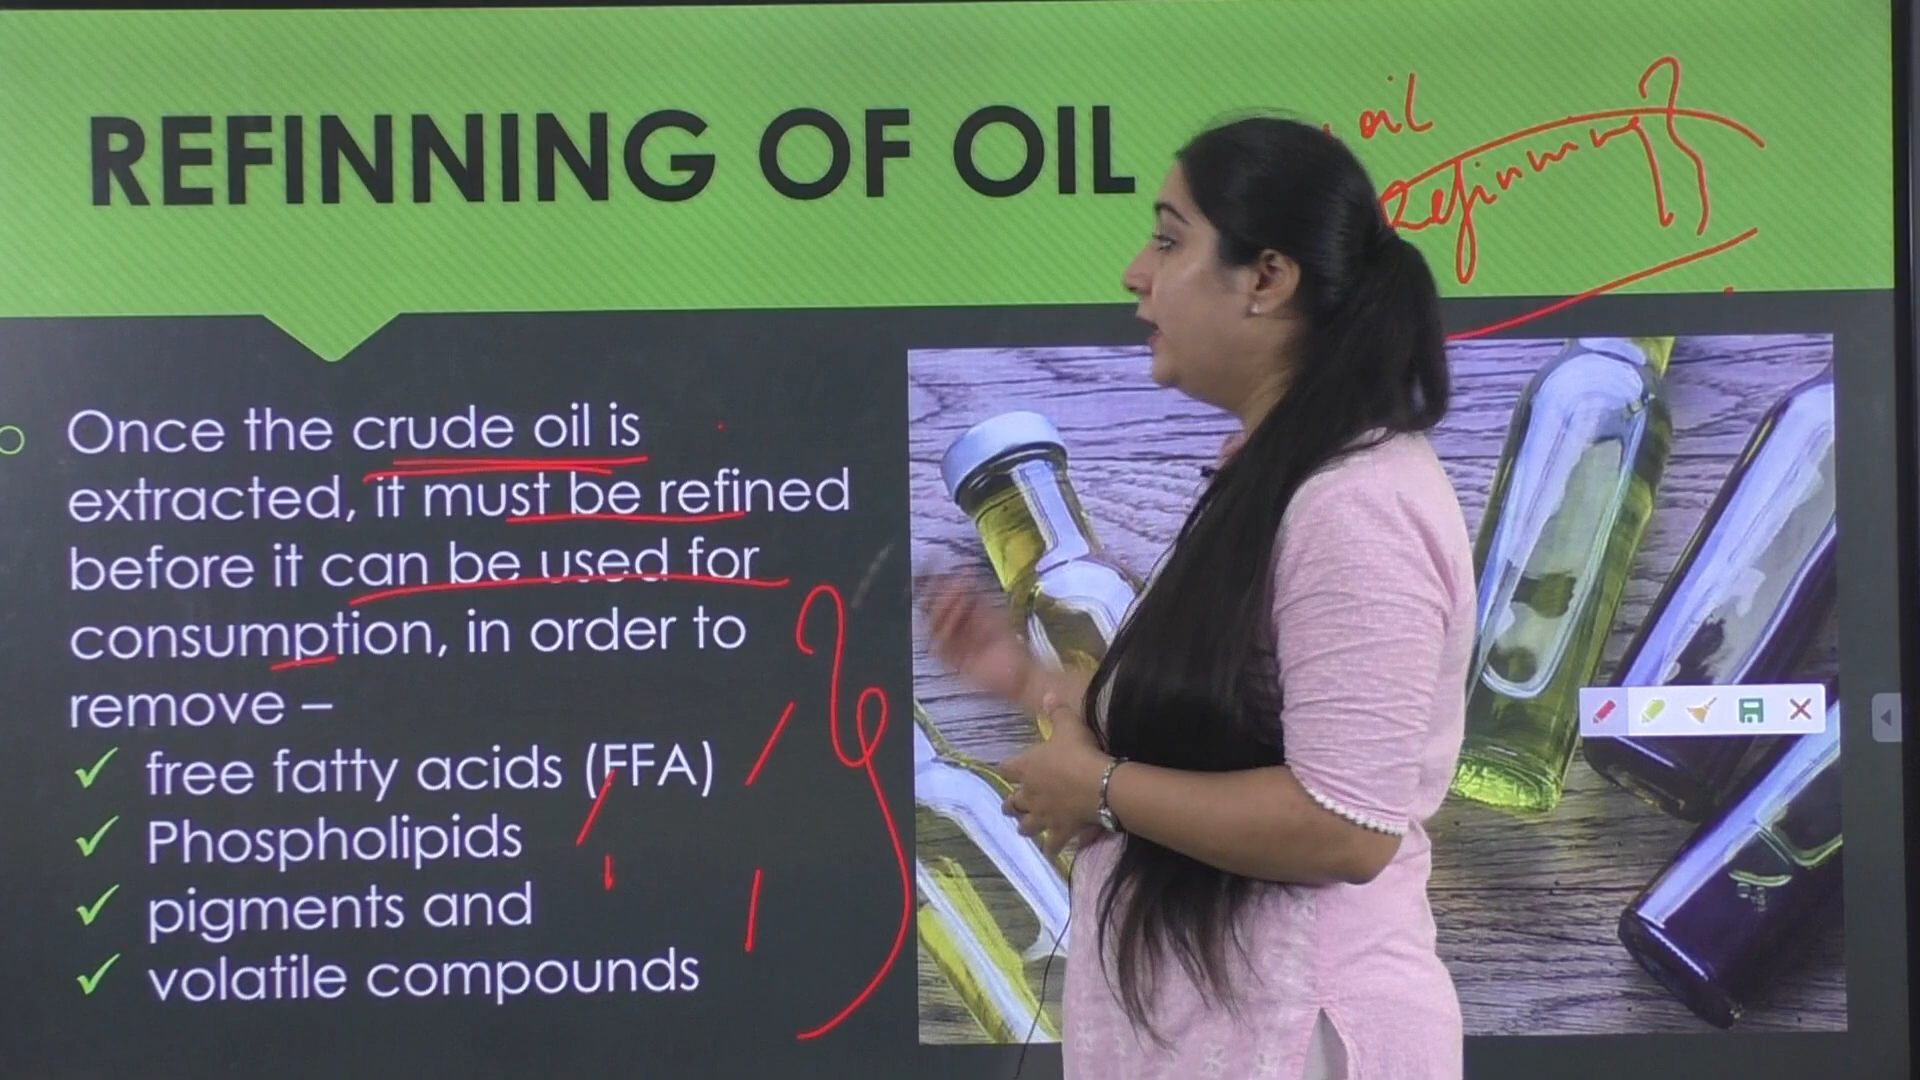 REFINNING OF OIL
oil
Refinning
Once the crude oil is
extracted, it must be refined
before it can be used for
consumption, in order to
remove –
✓ free fatty acids (FFA)
✓ Phospholipids
✓ pigments and
✓ volatile compounds